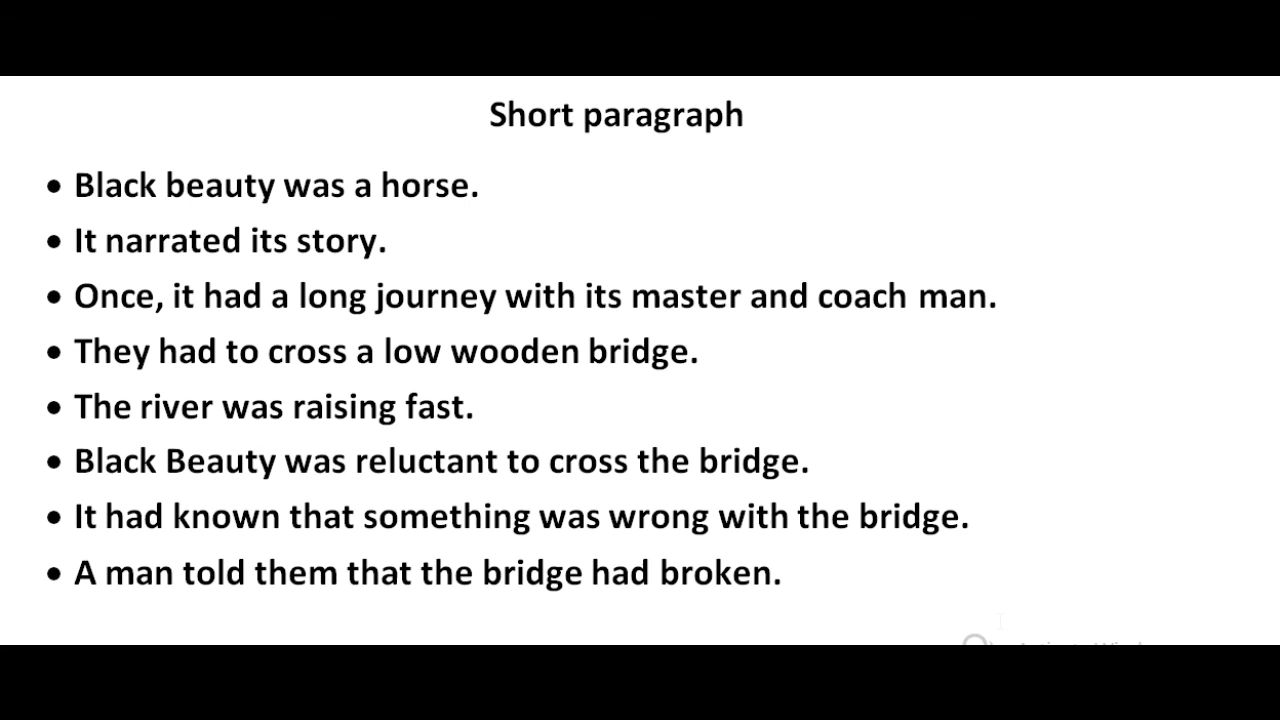 Short paragraph
• Black beauty was a horse.
• It narrated its story.
• Once, it had a long journey with its master and coach man.
• They had to cross a low wooden bridge.
• The river was raising fast.
• Black Beauty was reluctant to cross the bridge.
• It had known that something was wrong with the bridge.
• A man told them that the bridge had broken.